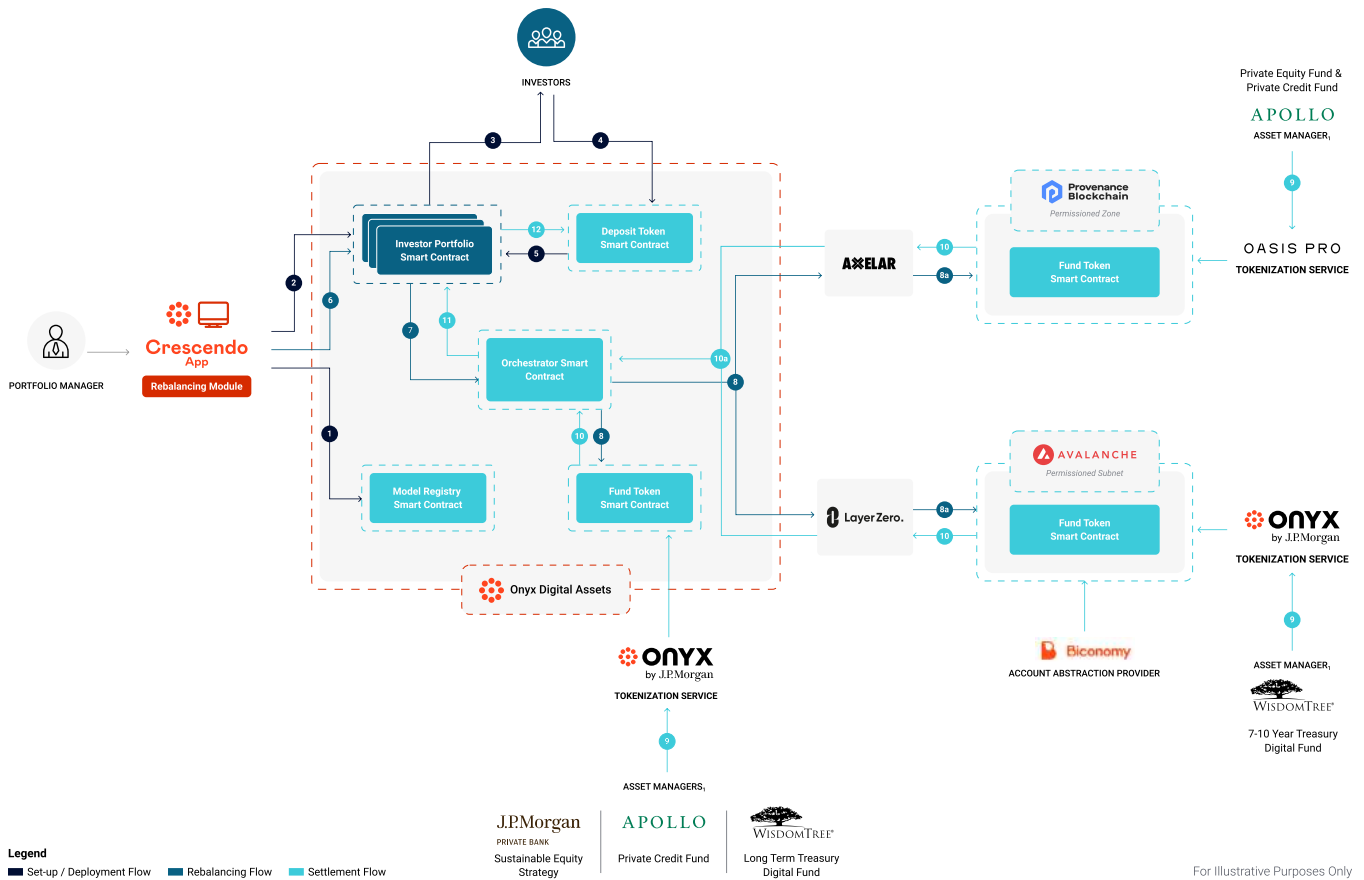 INVESTORS
Private Equity Fund &
Private Credit Fund
APOLLO
ASSET MANAGER1
3
4
9
Provenance
Blockchain
Permissioned Zone
Investor Portfolio
Smart Contract
12
5
Deposit Token
Smart Contract
AXELAR
10
8a
Fund Token
Smart Contract
OASIS PRO
TOKENIZATION SERVICE
2
6
7
11
Crescendo
App
Rebalancing Module
PORTFOLIO MANAGER
Orchestrator Smart
Contract
10a
8
1
10
8
Model Registry
Smart Contract
Fund Token
Smart Contract
AVALANCHE
Permissioned Subnet
LayerZero.
8a
10
Fund Token
Smart Contract
ONYX
by J.P.Morgan
TOKENIZATION SERVICE
Onyx Digital Assets
9
Biconomy
ACCOUNT ABSTRACTION PROVIDER
ASSET MANAGER1
WISDOMTREE®
7-10 Year Treasury
Digital Fund
ONYX
by J.P.Morgan
TOKENIZATION SERVICE
9
ASSET MANAGERS1
J.P.Morgan
PRIVATE BANK
Sustainable Equity
Strategy
APOLLO
Private Credit Fund
WISDOMTREE®
Long Term Treasury
Digital Fund
Legend
Set-up / Deployment Flow
Rebalancing Flow
Settlement Flow
For Illustrative Purposes Only